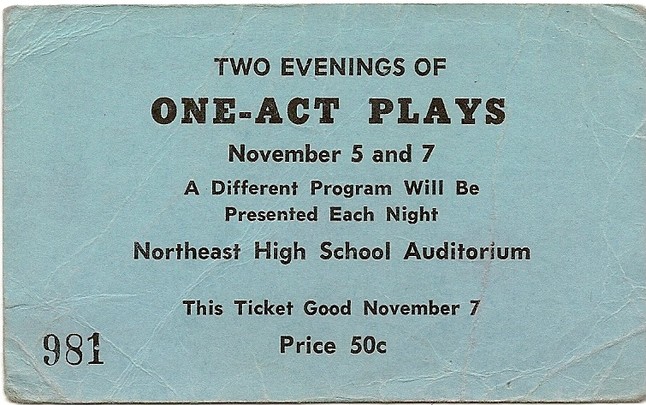 TWO EVENINGS OF
ONE-ACT PLAYS
November 5 and 7
A Different Program Will Be
Presented Each Night
Northeast High School Auditorium
This Ticket Good November 7
Price 50c
981